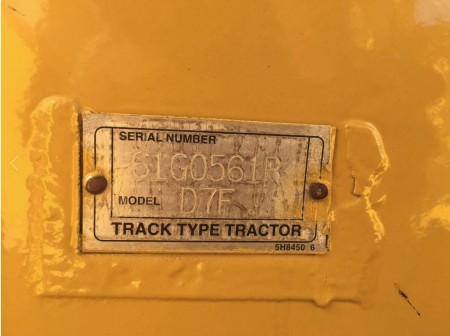 SERIAL NUMBER
61G0561R
MODEL D7F
TRACK TYPE TRACTOR
5H8450 6